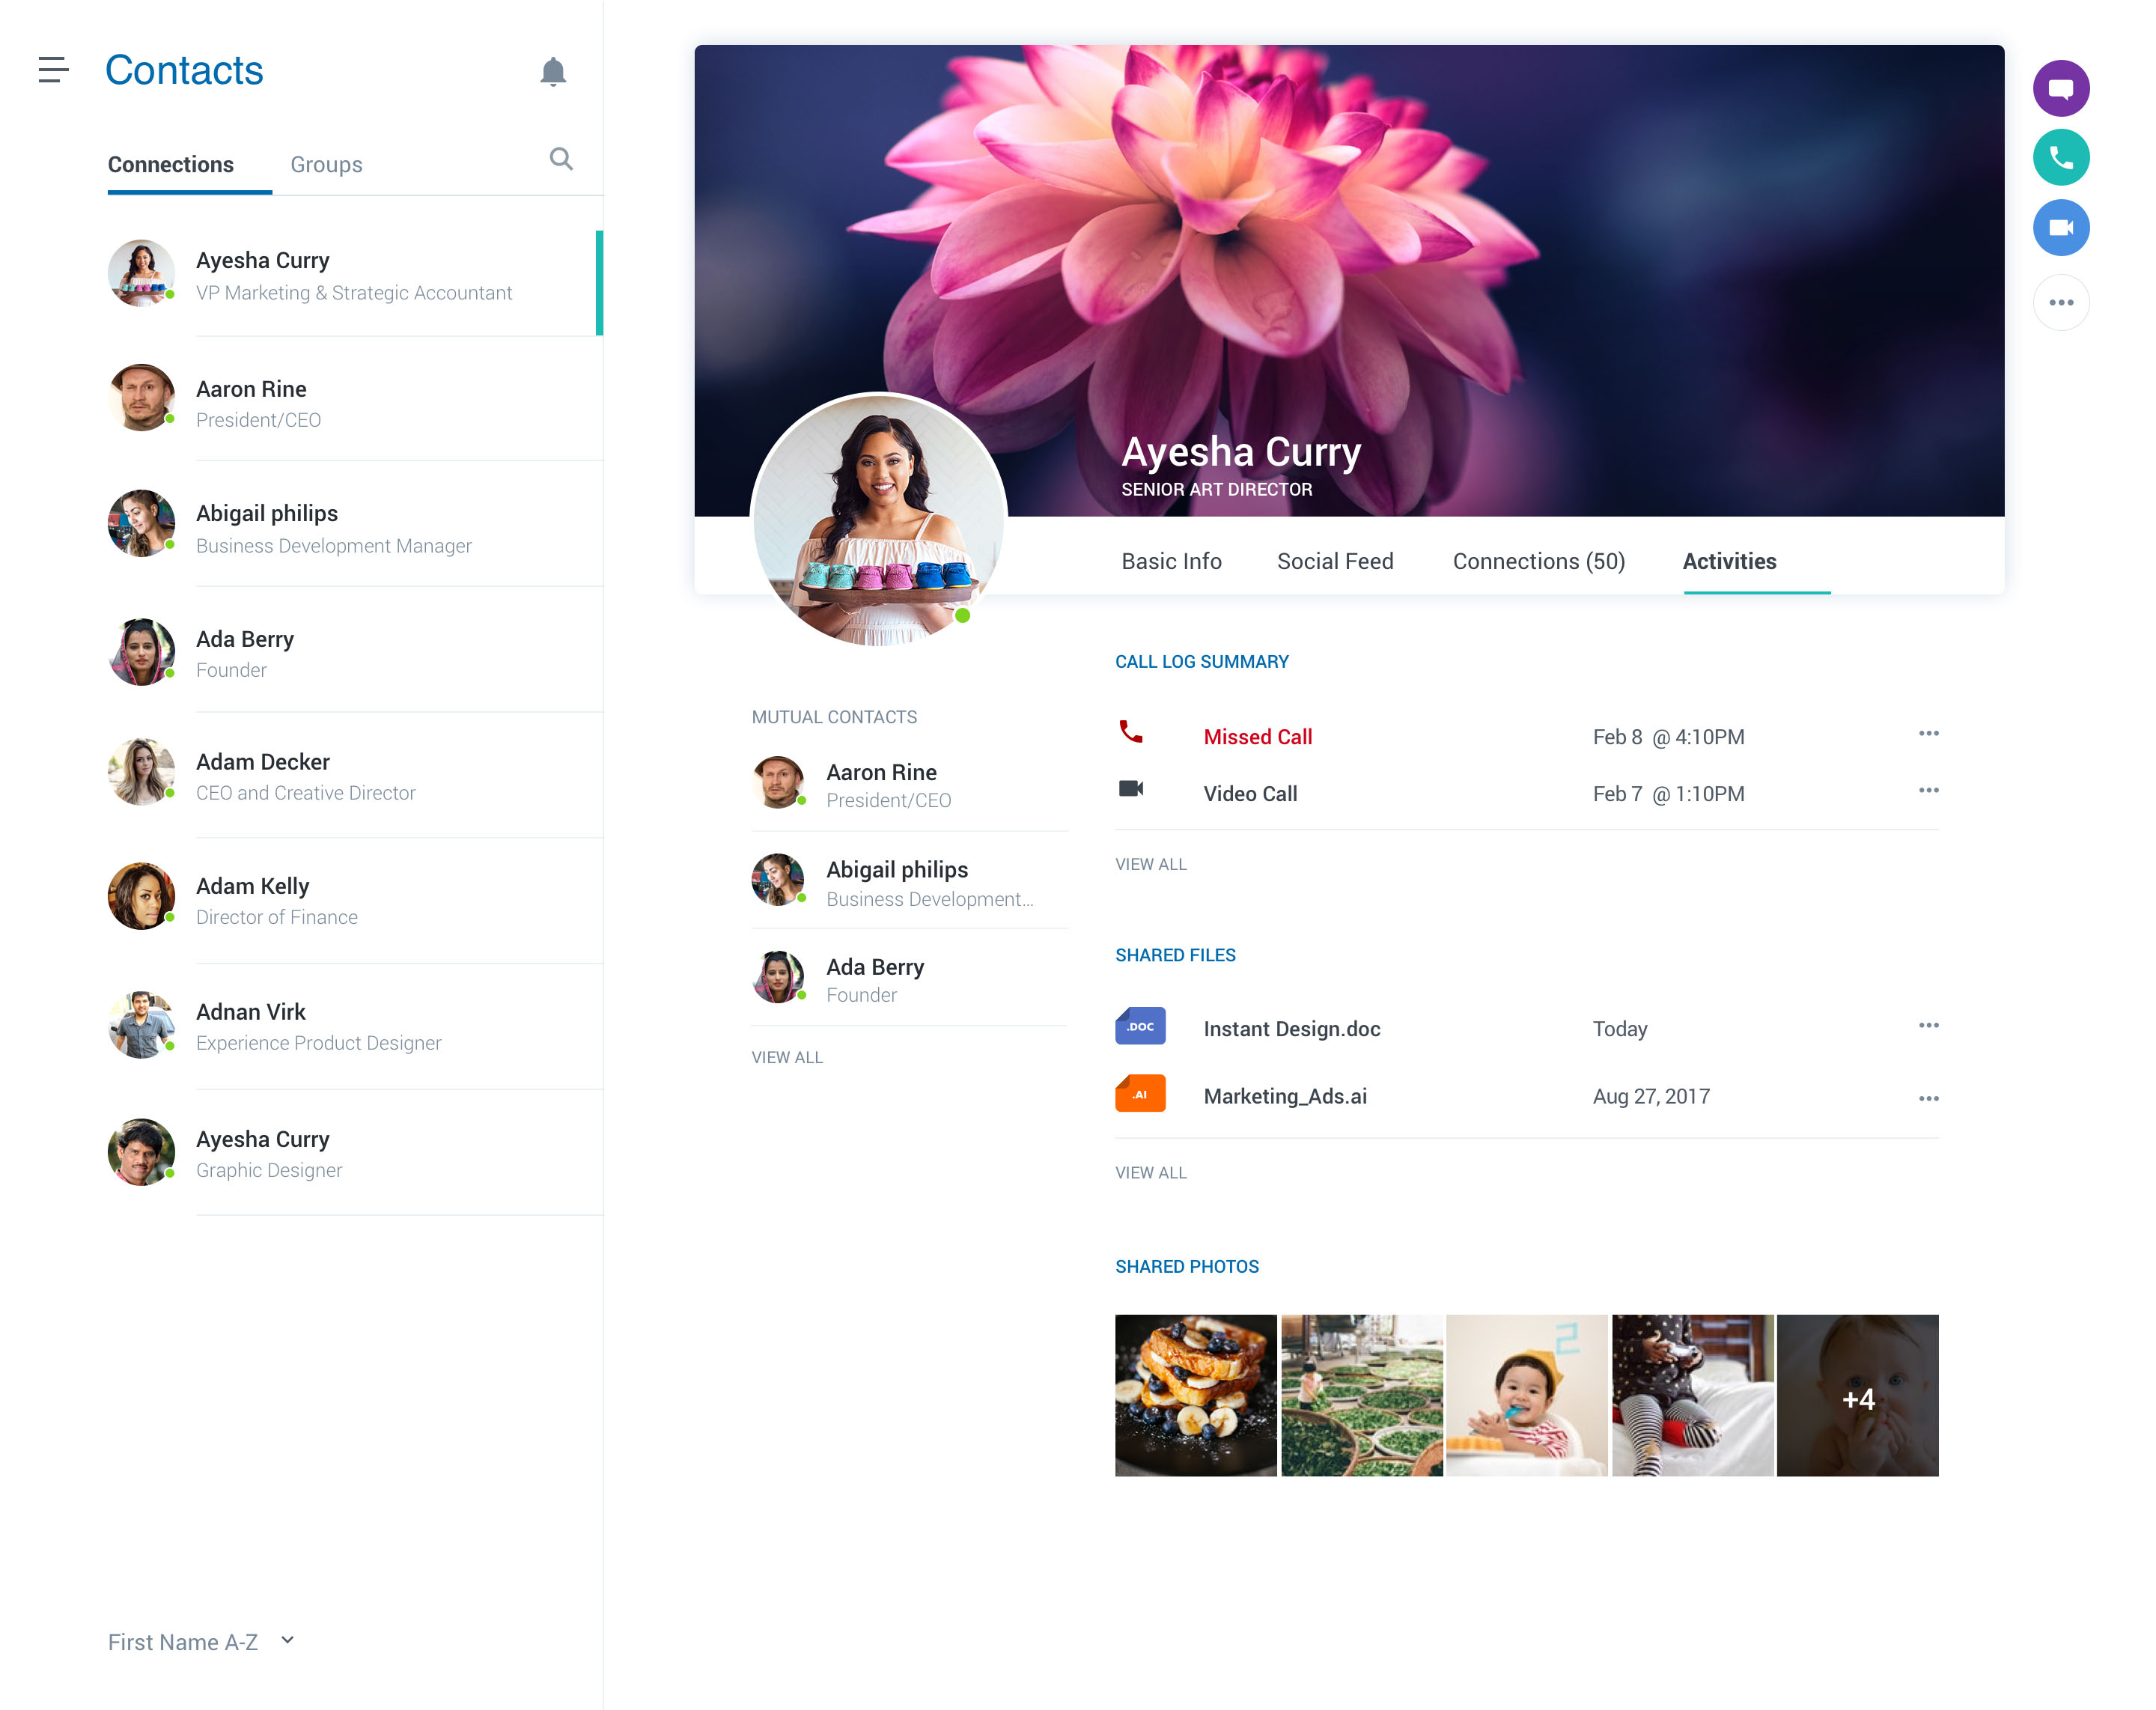 Contacts
Connections
Groups
Ayesha Curry
VP Marketing & Strategic Accountant
Aaron Rine
President/CEO
Abigail philips
Business Development Manager
Ada Berry
Founder
Adam Decker
CEO and Creative Director
Adam Kelly
Director of Finance
Adnan Virk
Experience Product Designer
Ayesha Curry
Graphic Designer
First Name A-Z
Ayesha Curry
SENIOR ART DIRECTOR
Basic Info
Social Feed
Connections (50)
Activities
MUTUAL CONTACTS
Aaron Rine
President/CEO
Abigail philips
Business Development...
Ada Berry
Founder
VIEW ALL
CALL LOG SUMMARY
Missed Call
Feb 8 @ 4:10PM
Video Call
Feb 7 @ 1:10PM
VIEW ALL
SHARED FILES
.DOC
Instant Design.doc
Today
.AI
Marketing_Ads.ai
Aug 27, 2017
VIEW ALL
SHARED PHOTOS
2
+4